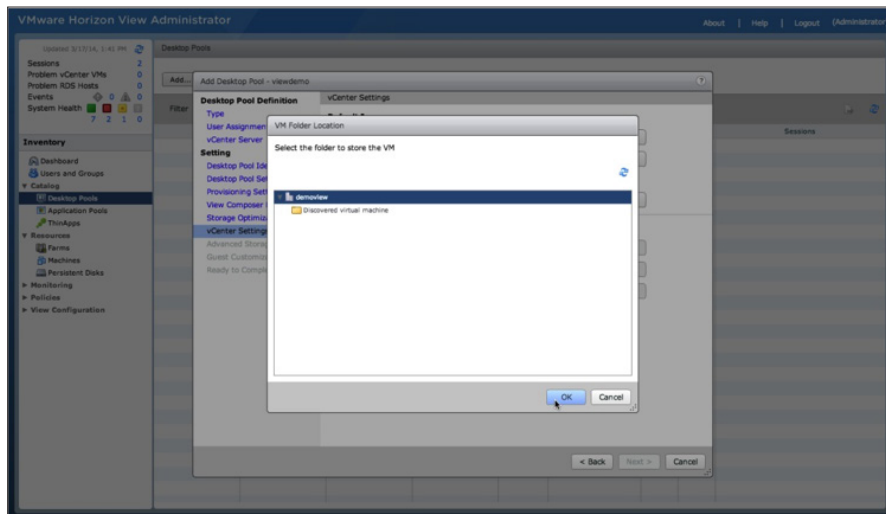 VMware Horizon View Administrator
About | Help | Logout (Administrator
Updated 3/17/14, 1:41 PM
Sessions 2
Problem vCenter VMs 0
Problem RDS Hosts 0
Events 0 0
System Health
7 2 1 0
Inventory
Dashboard
Users and Groups
Catalog
Desktop Pools
Application Pools
ThinApps
Resources
Farms
Machines
Persistent Disks
Monitoring
Policies
View Configuration
Desktop Pools
Add...
Filter
Sessions
Add Desktop Pool - viewdemo
?
Desktop Pool Definition
Type
User Assignmen
vCenter Server
Setting
Desktop Pool Ide
Desktop Pool Set
Provisioning Sett
View Composer
Storage Optimiz
vCenter Setting
Advanced Storag
Guest Customiz
Ready to Comple
vCenter Settings
VM Folder Location
Select the folder to store the VM
demoview
Discovered virtual machine
OK
Cancel
< Back
Next >
Cancel